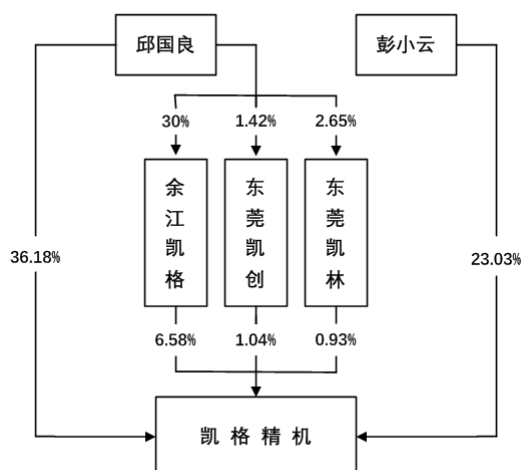 邱国良
彭小云
30%
1.42%
2.65%
余江凯格
东莞凯创
东莞凯林
36.18%
23.03%
6.58%
1.04%
0.93%
凯格精机